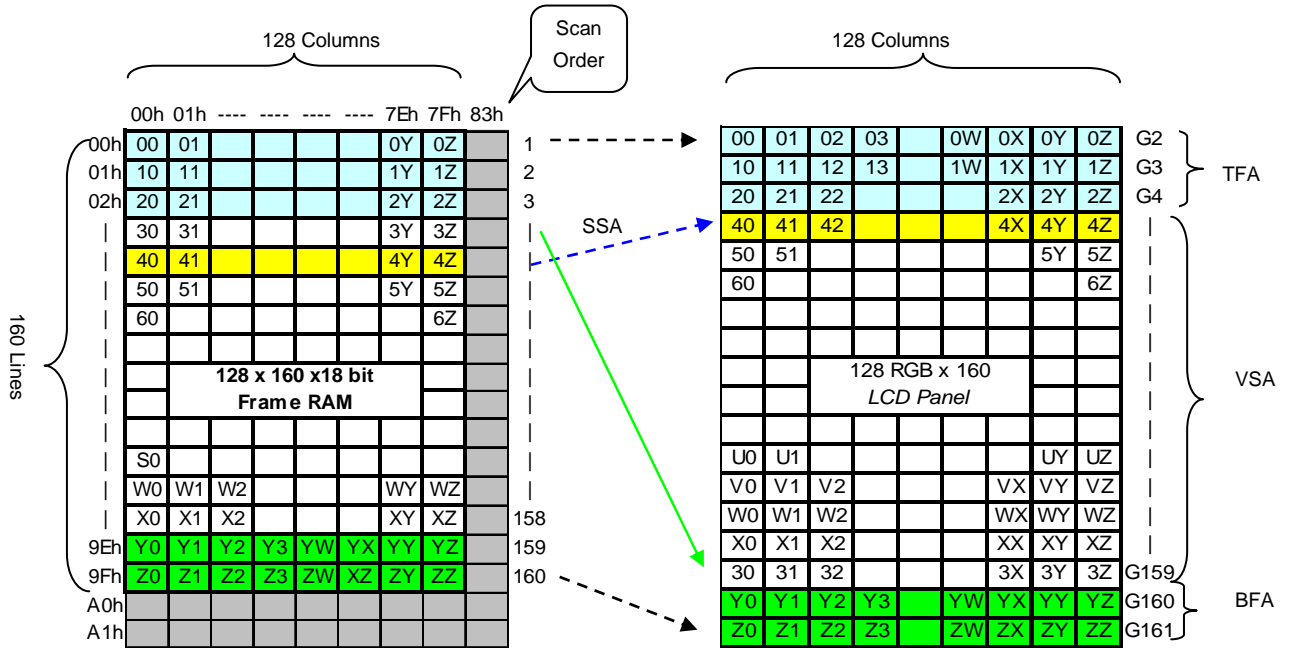 Scan
Order
128 Columns
128 Columns
00h 01h ---- ---- ---- ---- 7Eh 7Fh 83h
00h 00 01 0Y 0Z 1
01h 10 11 1Y 1Z 2
02h 20 21 2Y 2Z 3
30 31 3Y 3Z
40 41 4Y 4Z
50 51 5Y 5Z
60 6Z
128 x 160 x18 bit
Frame RAM
S0
W0 W1 W2 WY WZ
X0 X1 X2 XY XZ 158
9Eh Y0 Y1 Y2 Y3 YW YX YY YZ 159
9Fh Z0 Z1 Z2 Z3 ZW XZ ZY ZZ 160
A0h
A1h
160 Lines
SSA
00 01 02 03 0W 0X 0Y 0Z G2
10 11 12 13 1W 1X 1Y 1Z G3
20 21 22 2X 2Y 2Z G4
40 41 42 4X 4Y 4Z
50 51 5Y 5Z
60 6Z
128 RGB x 160
LCD Panel
U0 U1 UY UZ
V0 V1 V2 VX VY VZ
W0 W1 W2 WX WY WZ
X0 X1 X2 XX XY XZ
30 31 32 3X 3Y 3Z G159
Y0 Y1 Y2 Y3 YW YX YY YZ G160
Z0 Z1 Z2 Z3 ZW ZX ZY ZZ G161
TFA
VSA
BFA